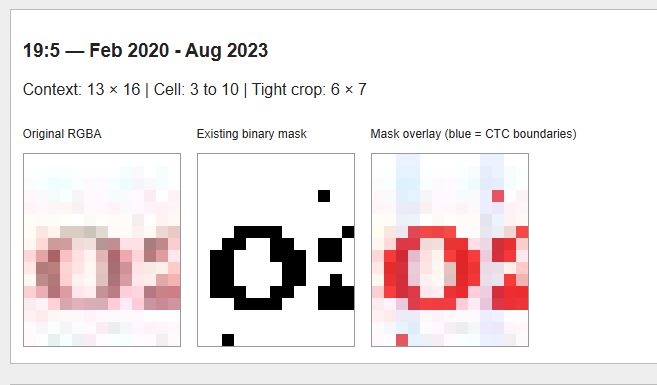 19:5 — Feb 2020 - Aug 2023
Context: 13 × 16 | Cell: 3 to 10 | Tight crop: 6 × 7
Original RGBA Existing binary mask Mask overlay (blue = CTC boundaries)